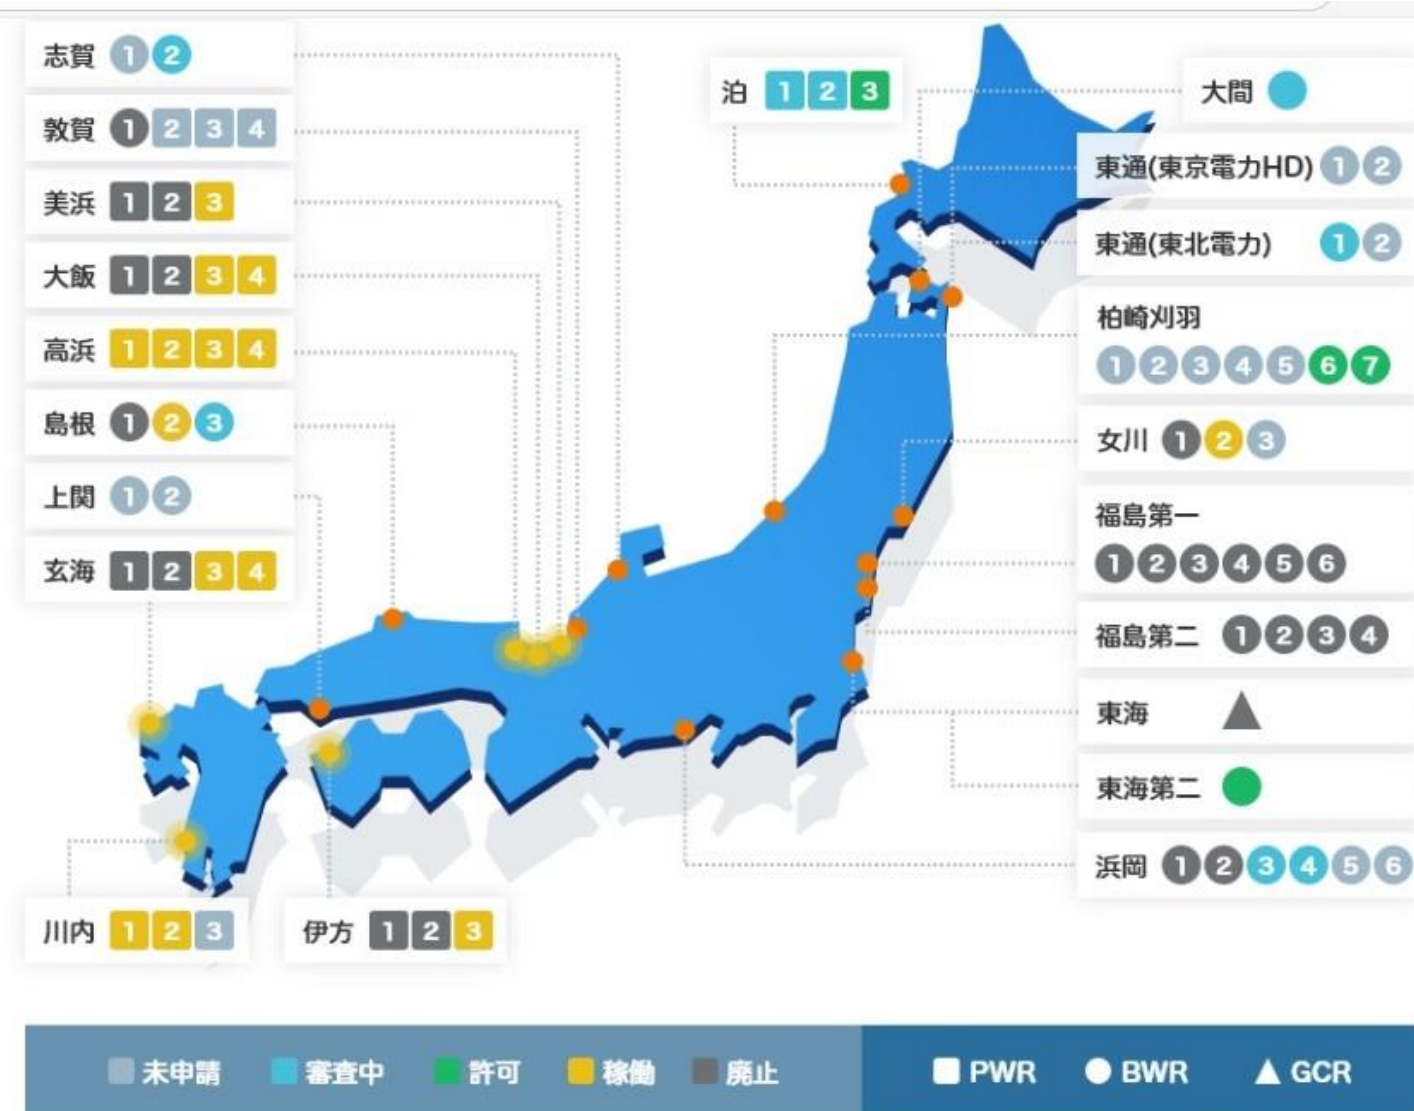 志賀 1 2
敦賀 1 2 3 4
美浜 1 2 3
大飯 1 2 3 4
高浜 1 2 3 4
島根 1 2 3
上関 1 2
玄海 1 2 3 4
川内 1 2 3
伊方 1 2 3
泊 1 2 3
大間
東通(東京電力HD) 1 2
東通(東北電力) 1 2
柏崎刈羽
1 2 3 4 5 6 7
女川 1 2 3
福島第一
1 2 3 4 5 6
福島第二 1 2 3 4
東海
東海第二
浜岡 1 2 3 4 5 6
未申請 審査中 許可 稼働 廃止 PWR BWR GCR